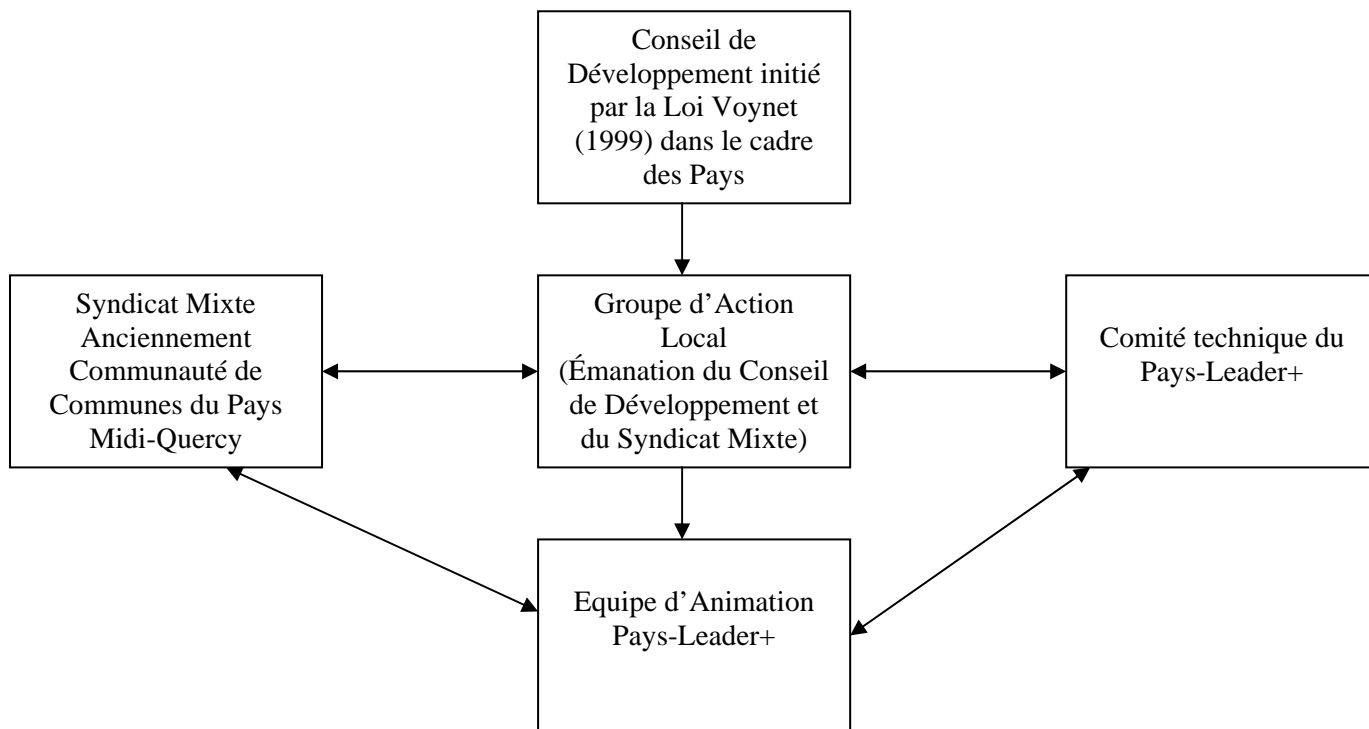 Conseil de
Développement initié
par la Loi Voynet
(1999) dans le cadre
des Pays
Syndicat Mixte
Anciennement
Communauté de
Communes du Pays
Midi-Quercy
Groupe d’Action
Local
(Émanation du Conseil
de Développement et
du Syndicat Mixte)
Comité technique du
Pays-Leader+
Equipe d’Animation
Pays-Leader+